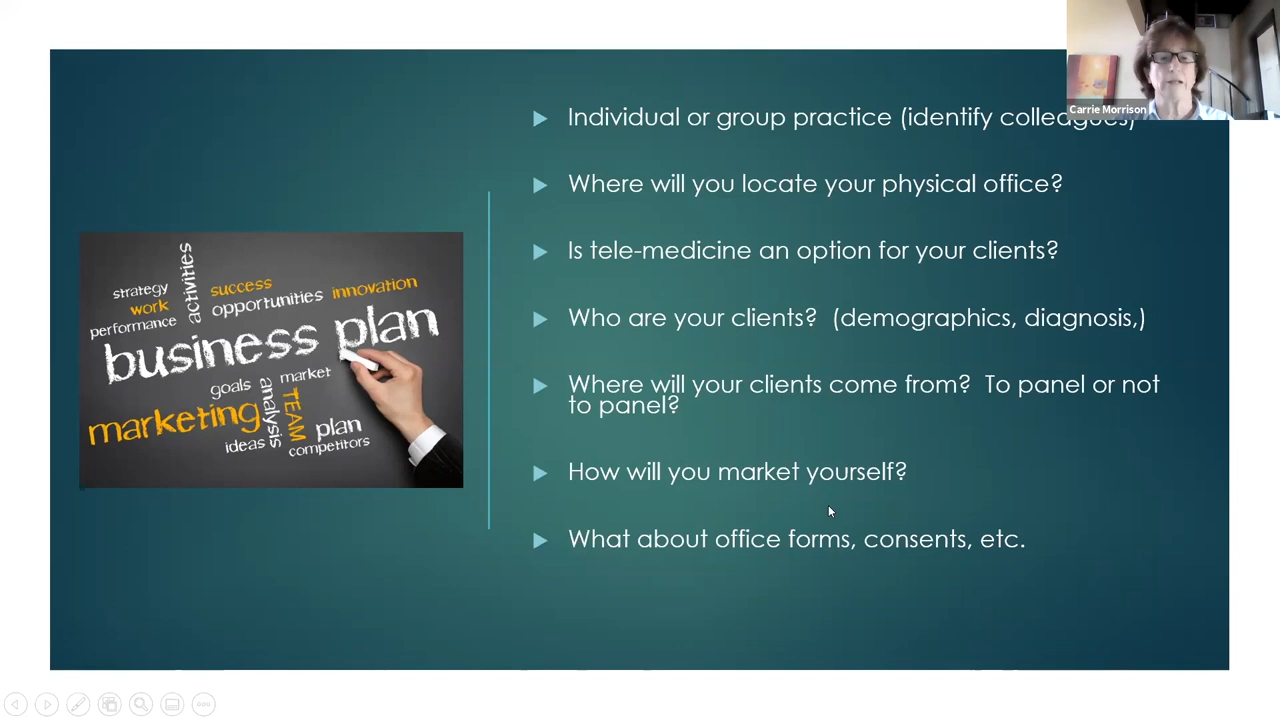 Carrie Morrison
Individual or group practice (identify colleagues)
Where will you locate your physical office?
Is tele-medicine an option for your clients?
Who are your clients?  (demographics, diagnosis,)
Where will your clients come from?  To panel or not
to panel?
How will you market yourself?
What about office forms, consents, etc.
strategy
work
performance
activities
success
opportunities
innovation
business plan
goals
analysis
market
marketing
TEAM
plan
ideas
competitors